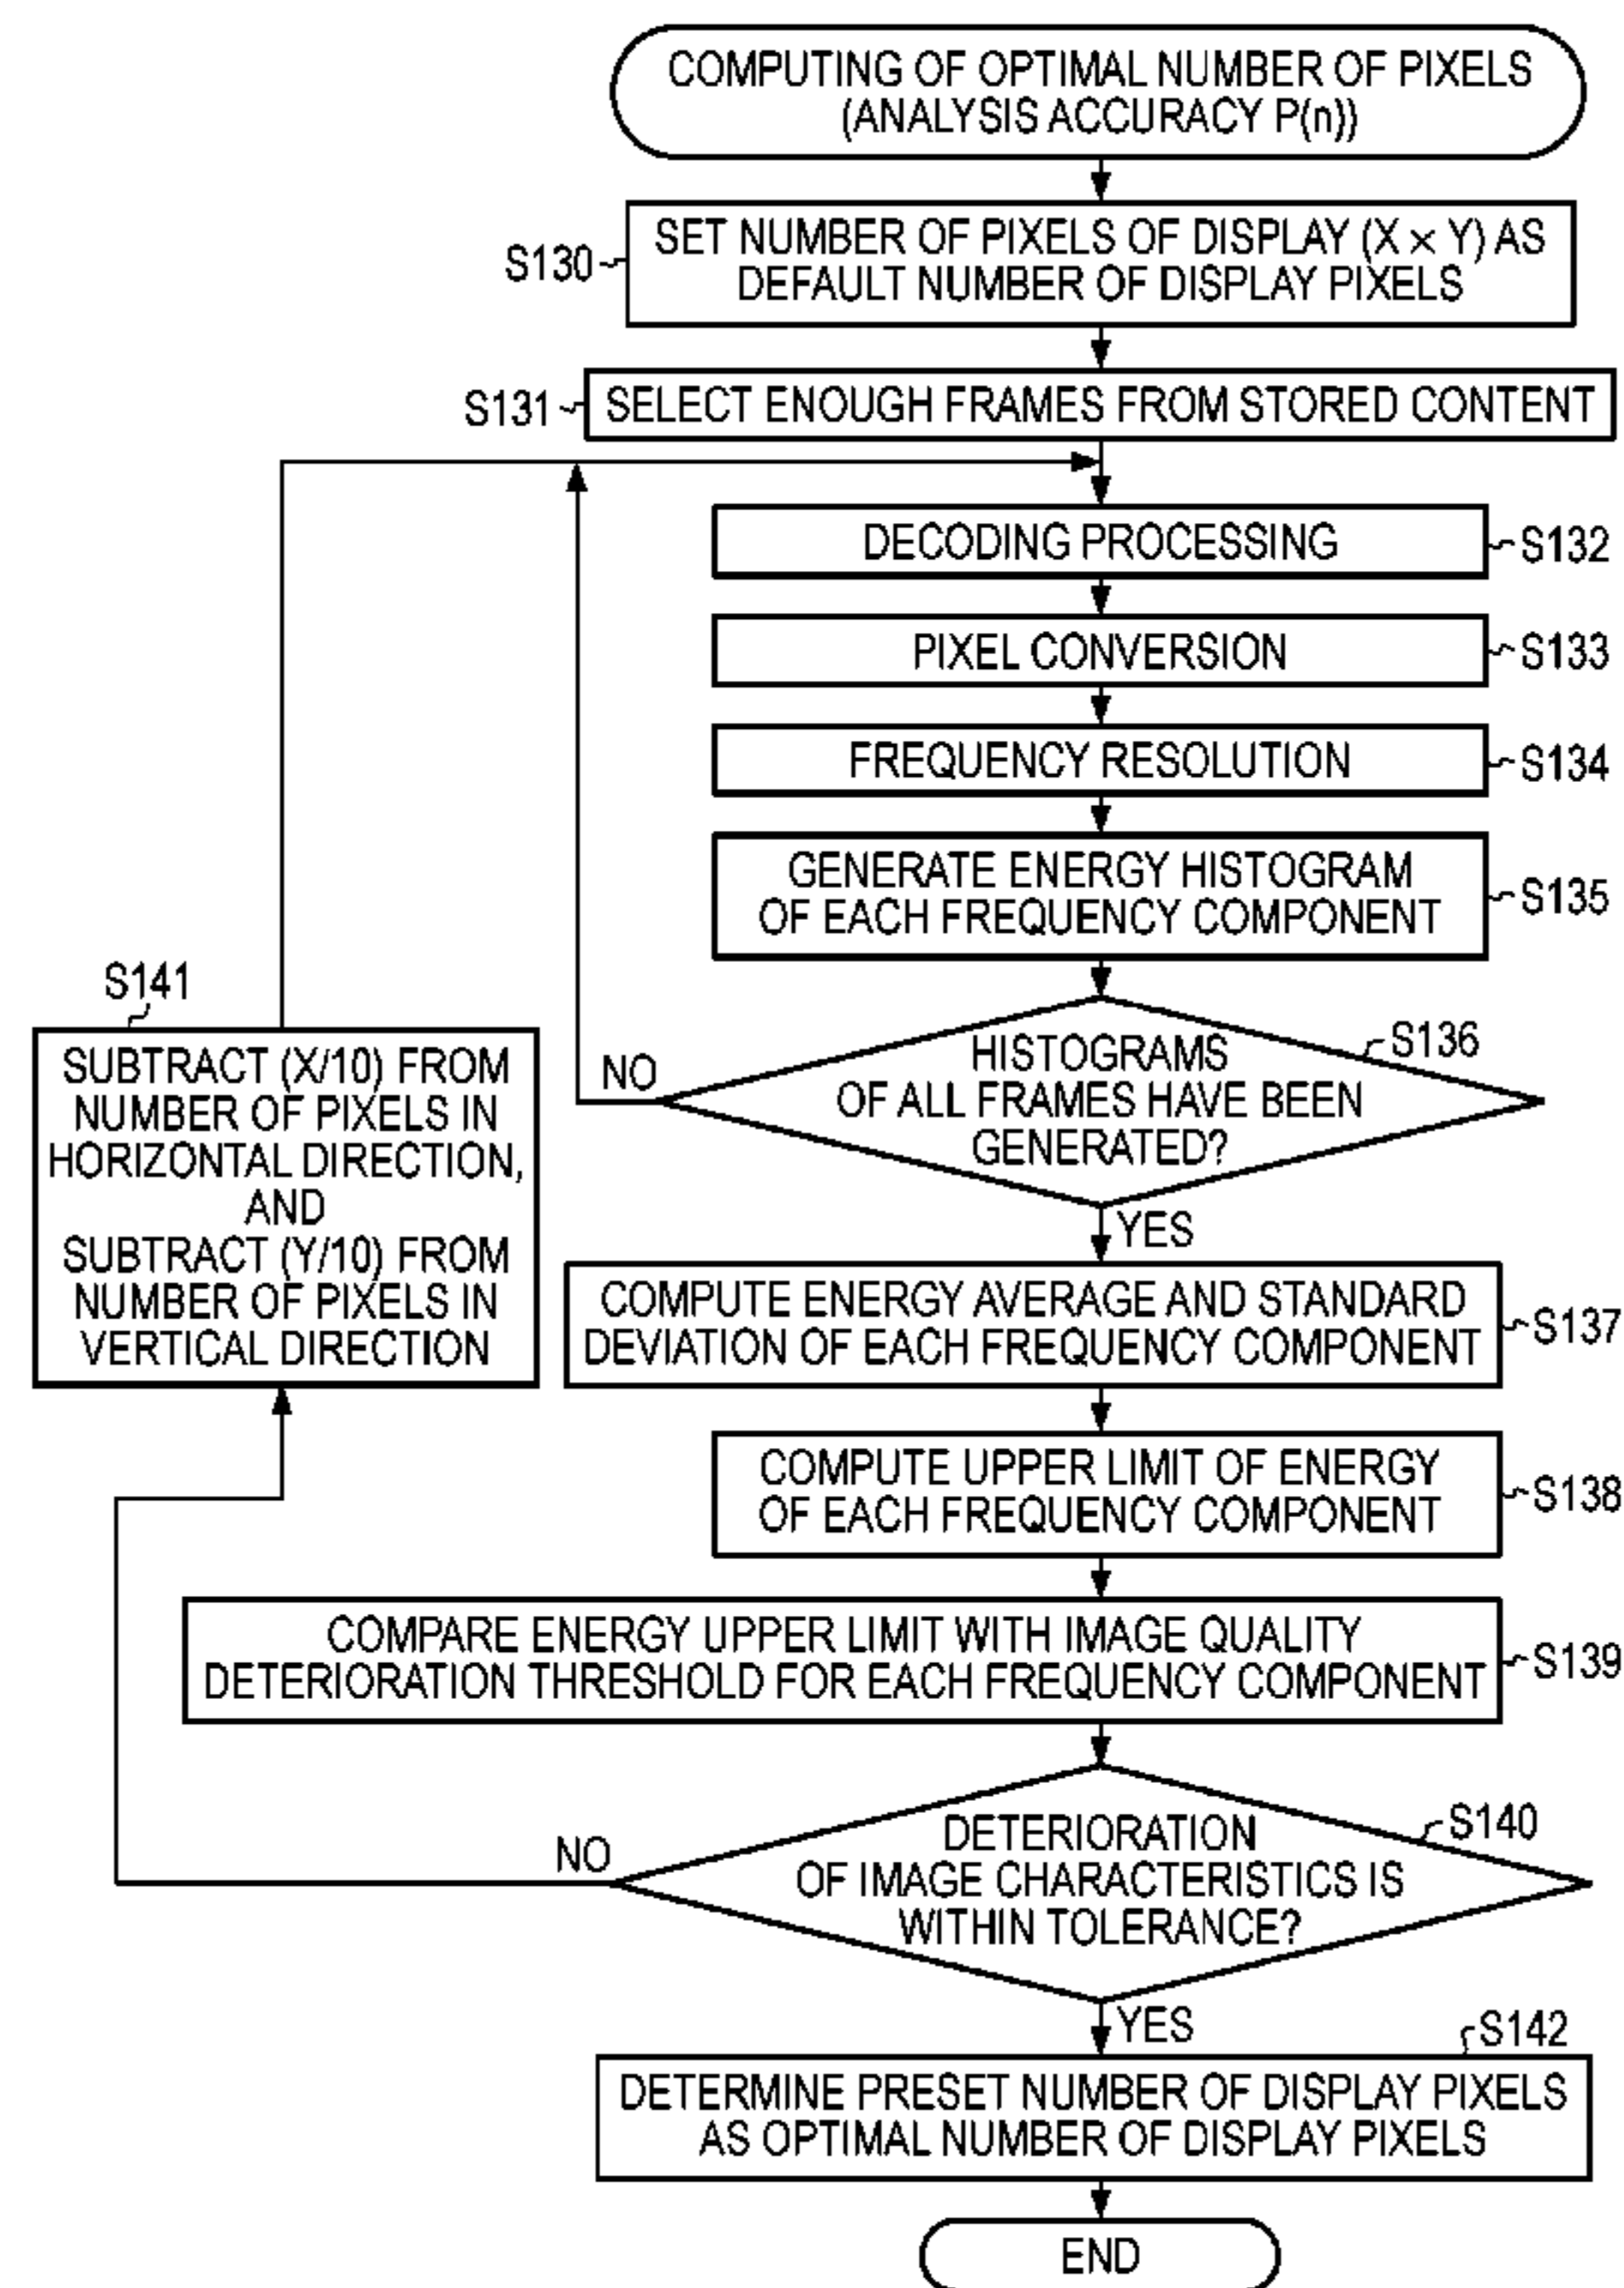 COMPUTING OF OPTIMAL NUMBER OF PIXELS
(ANALYSIS ACCURACY P(n))
S130
SET NUMBER OF PIXELS OF DISPLAY (X × Y) AS
DEFAULT NUMBER OF DISPLAY PIXELS
S131
SELECT ENOUGH FRAMES FROM STORED CONTENT
DECODING PROCESSING
S132
PIXEL CONVERSION
S133
FREQUENCY RESOLUTION
S134
GENERATE ENERGY HISTOGRAM
OF EACH FREQUENCY COMPONENT
S135
S141
SUBTRACT (X/10) FROM
NUMBER OF PIXELS IN
HORIZONTAL DIRECTION,
AND
SUBTRACT (Y/10) FROM
NUMBER OF PIXELS IN
VERTICAL DIRECTION
NO
HISTOGRAMS
OF ALL FRAMES HAVE BEEN
GENERATED?
S136
YES
COMPUTE ENERGY AVERAGE AND STANDARD
DEVIATION OF EACH FREQUENCY COMPONENT
S137
COMPUTE UPPER LIMIT OF ENERGY
OF EACH FREQUENCY COMPONENT
S138
COMPARE ENERGY UPPER LIMIT WITH IMAGE QUALITY
DETERIORATION THRESHOLD FOR EACH FREQUENCY COMPONENT
S139
NO
DETERIORATION
OF IMAGE CHARACTERISTICS IS
WITHIN TOLERANCE?
S140
YES
S142
DETERMINE PRESET NUMBER OF DISPLAY PIXELS
AS OPTIMAL NUMBER OF DISPLAY PIXELS
END